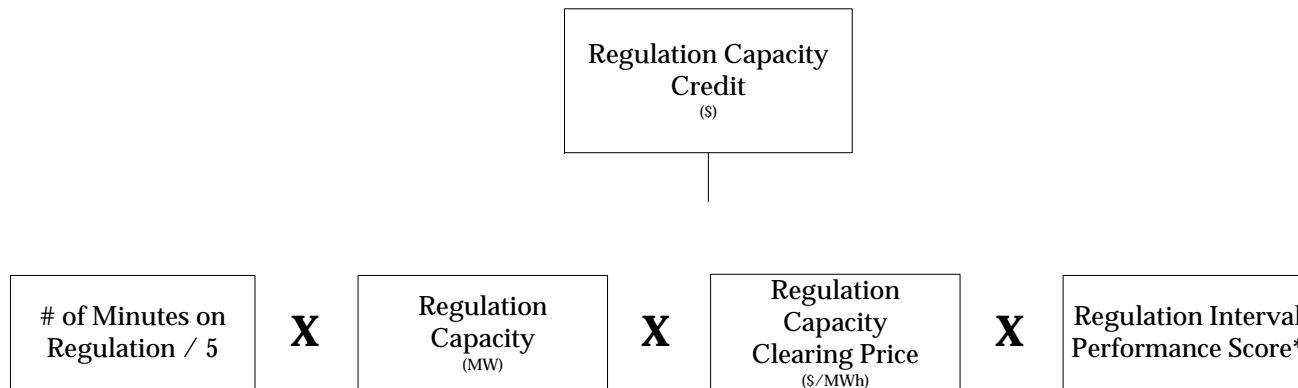 Regulation Capacity
Credit
($)
# of Minutes on
Regulation / 5
X
Regulation
Capacity
(MW)
X
Regulation
Capacity
Clearing Price
($/MWh)
X
Regulation Interval
Performance Score*